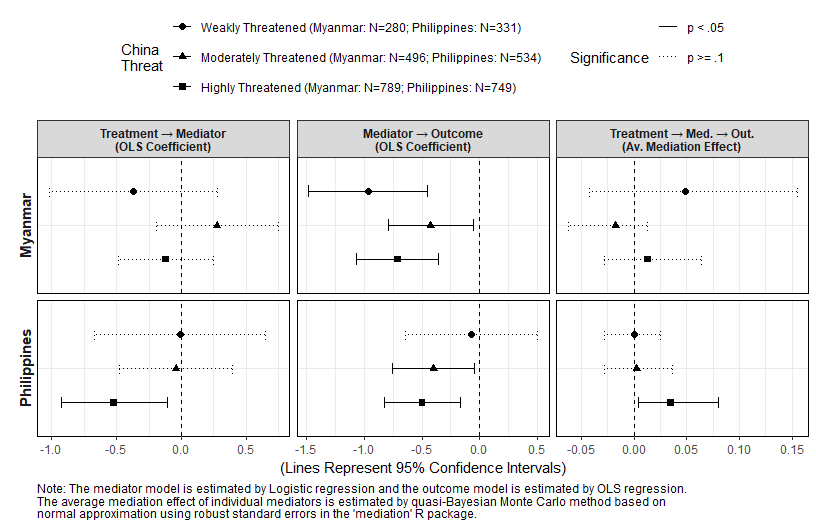 China
Threat
Weakly Threatened (Myanmar: N=280; Philippines: N=331)
Moderately Threatened (Myanmar: N=496; Philippines: N=534)
Highly Threatened (Myanmar: N=789; Philippines: N=749)
Significance
p < .05
p >= .1
Treatment → Mediator
(OLS Coefficient)
Mediator → Outcome
(OLS Coefficient)
Treatment → Med. → Out.
(Av. Mediation Effect)
Myanmar
Philippines
-1.0 -0.5 0.0 0.5
-1.5 -1.0 -0.5 0.0 0.5
-0.05 0.00 0.05 0.10 0.15
(Lines Represent 95% Confidence Intervals)
Note: The mediator model is estimated by Logistic regression and the outcome model is estimated by OLS regression.
The average mediation effect of individual mediators is estimated by quasi-Bayesian Monte Carlo method based on
normal approximation using robust standard errors in the 'mediation' R package.